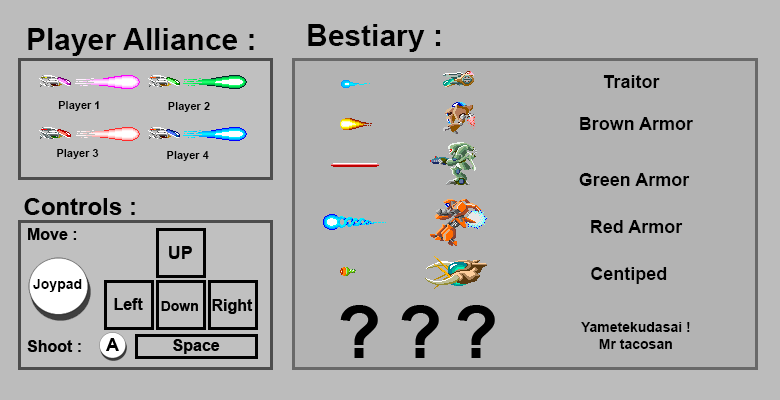 Player Alliance :
Player 1
Player 2
Player 3
Player 4
Controls :
Move :
Joypad
UP
Left
Down
Right
Shoot :
A
Space
Bestiary :
Traitor
Brown Armor
Green Armor
Red Armor
Centiped
? ? ?
Yametekudasai !
Mr tacosan